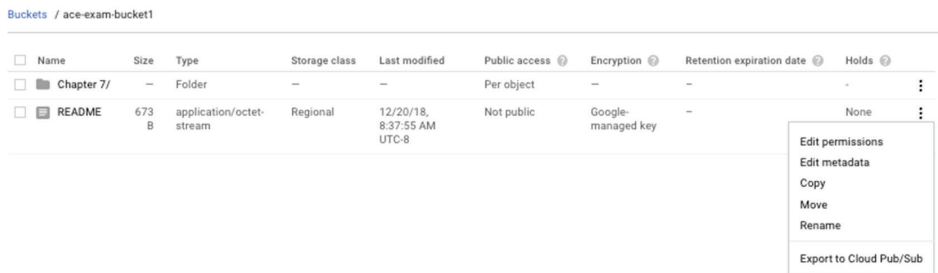 Buckets / ace-exam-bucket1
Name Size Type Storage class Last modified Public access Encryption Retention expiration date Holds
Chapter 7/ — Folder — — Per object — – -
README 673 application/octet- Regional 12/20/18, Not public Google- – None
B stream 8:37:55 AM managed key
UTC-8
Edit permissions
Edit metadata
Copy
Move
Rename
Export to Cloud Pub/Sub